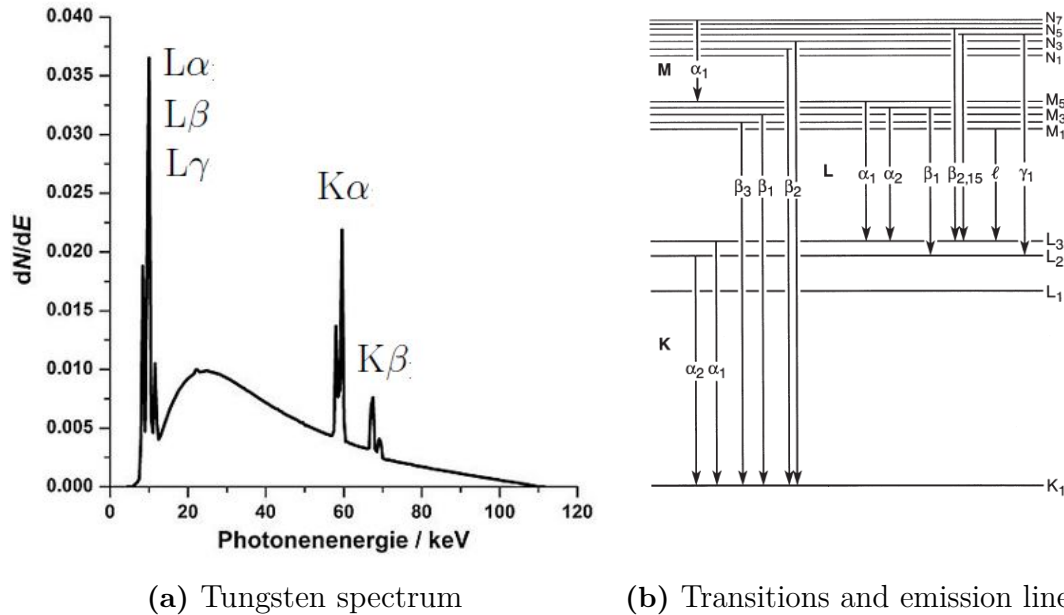 0.040
0.035
0.030
0.025
0.020
0.015
0.010
0.005
0.000
dN/dE
Lα
Lβ
Lγ
Kα
Kβ
0 20 40 60 80 100 120
Photonenenergie / keV
(a) Tungsten spectrum
N7
N5
N3
N1
M α1
M5
M3
M1
L
β3 β1 β2 α1 α2 β1 β2,15 ℓ γ1
L3
L2
L1
K
α2 α1
K1
(b) Transitions and emission line